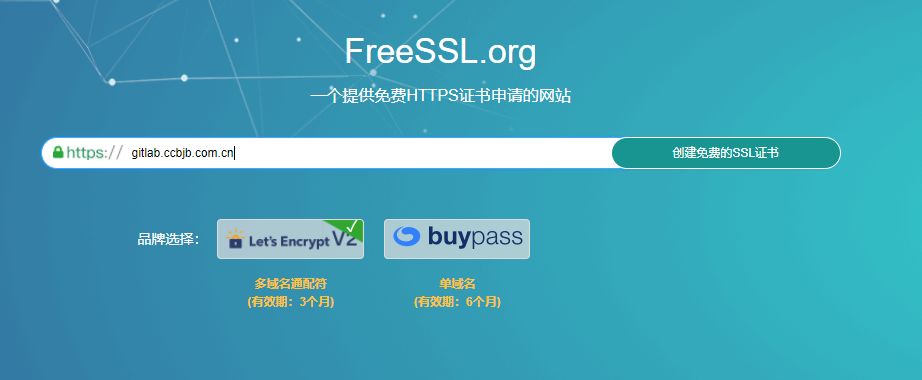 FreeSSL.org
一个提供免费HTTPS证书申请的网站
https:// gitlab.ccbjb.com.cn 创建免费的SSL证书
品牌选择: Let's Encrypt V2 buypass
多域名通配符 单域名
(有效期：3个月) (有效期：6个月)